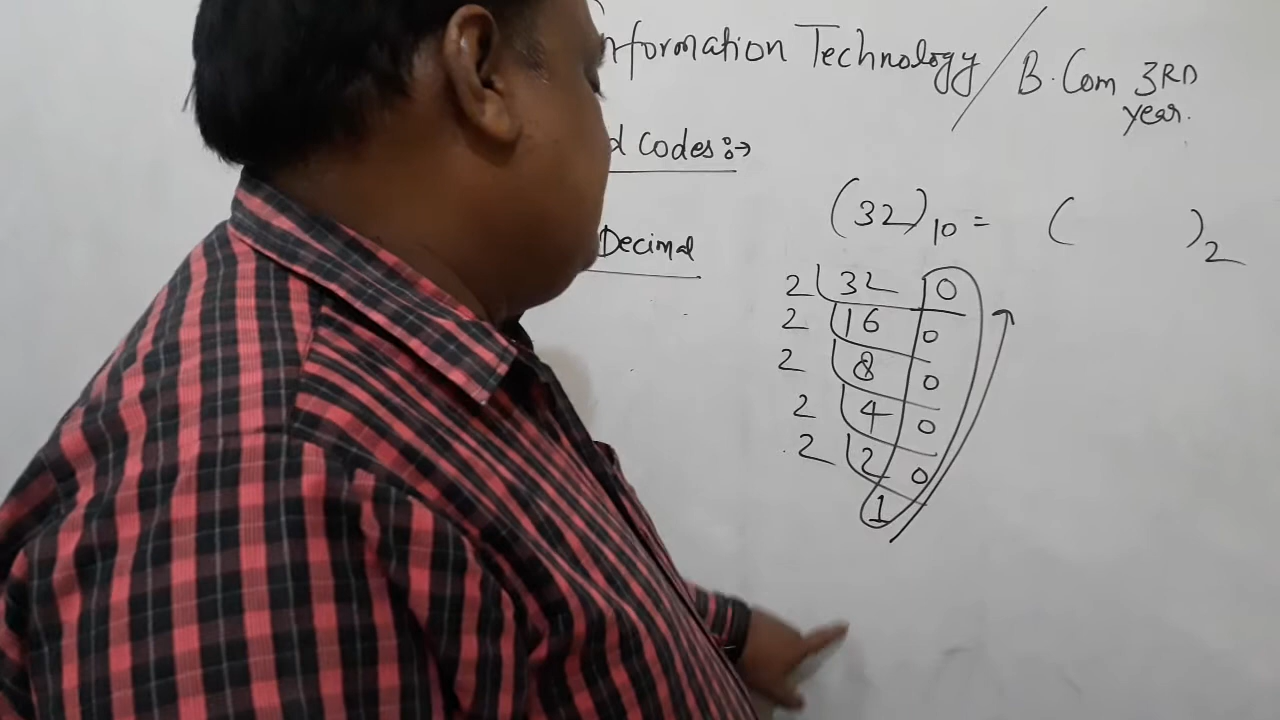 nformation Technology / B.Com 3RD
year.
d Codes :→
(32)10 = ( )2
Decimal
2 32 0
2 16 0
2 8 0
2 4 0
2 2 0
1